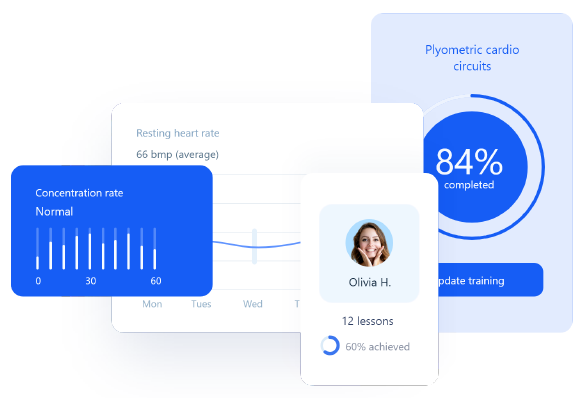 Plyometric cardio
circuits
84%
completed
Resting heart rate
66 bmp (average)
Concentration rate
Normal
0 30 60
Mon Tues Wed
Olivia H.
12 lessons
60% achieved
training